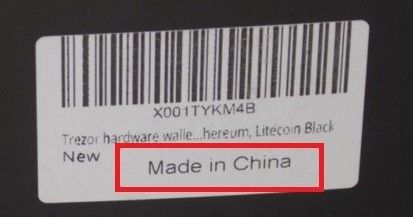 X001TYKM4B
Trezor hardware walle...hereum, Litecoin Black
New
Made in China